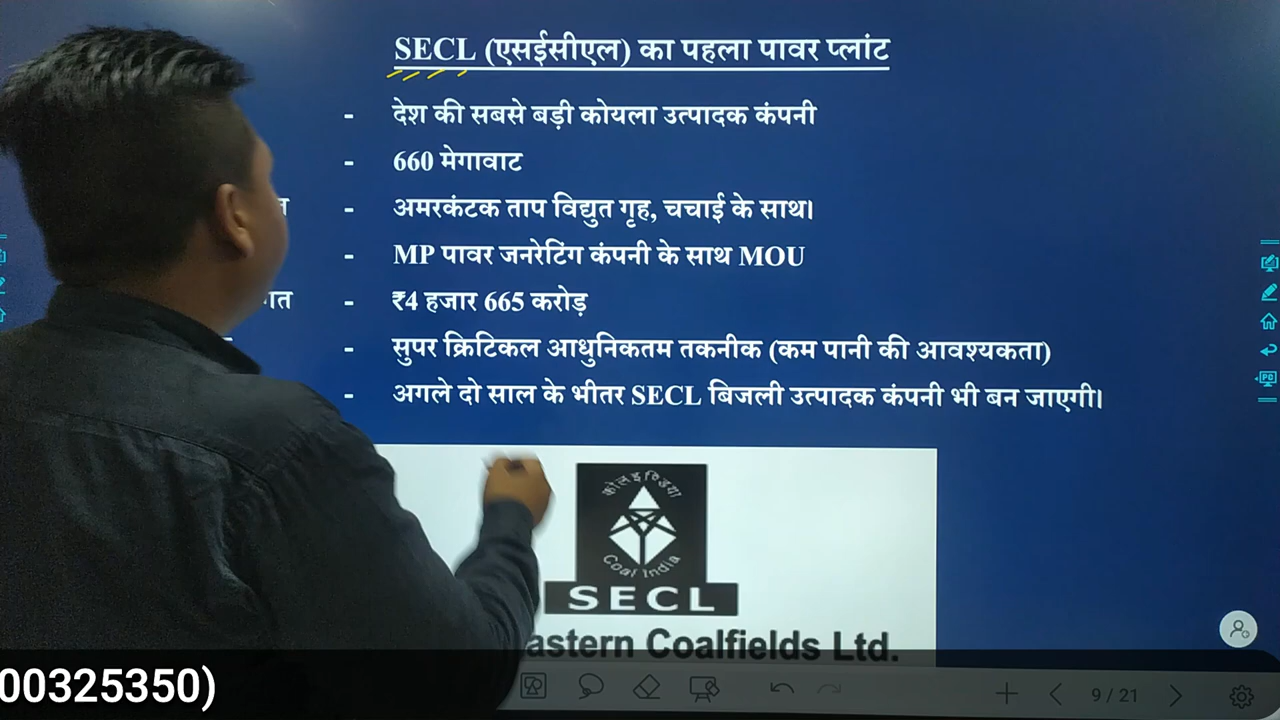 SECL (एसईसीएल) का पहला पावर प्लांट
- देश की सबसे बड़ी कोयला उत्पादक कंपनी
- 660 मेगावाट
- अमरकंटक ताप विद्युत गृह, चचाई के साथ।
- MP पावर जनरेटिंग कंपनी के साथ MOU
- ₹4 हजार 665 करोड़
- सुपर क्रिटिकल आधुनिकतम तकनीक (कम पानी की आवश्यकता)
- अगले दो साल के भीतर SECL बिजली उत्पादक कंपनी भी बन जाएगी।
कोल इण्डिया
Coal India
SECL
Coalfields Ltd.
00325350)
9 / 21